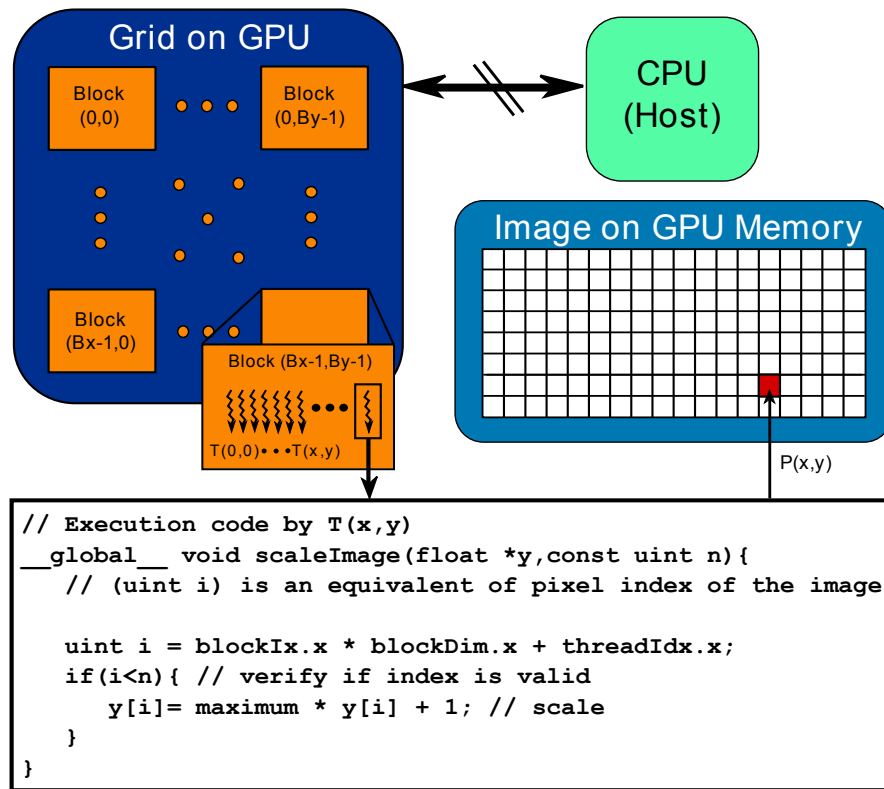 Grid on GPU
Block
(0,0)
Block
(0,By-1)
CPU
(Host)
Image on GPU Memory
Block
(Bx-1,0)
Block (Bx-1,By-1)
T(0,0)•••T(x,y)
P(x,y)
// Execution code by T(x,y)
__global__ void scaleImage(float *y,const uint n){
// (uint i) is an equivalent of pixel index of the image
uint i = blockIx.x * blockDim.x + threadIdx.x;
if(i<n){ // verify if index is valid
y[i]= maximum * y[i] + 1; // scale
}
}